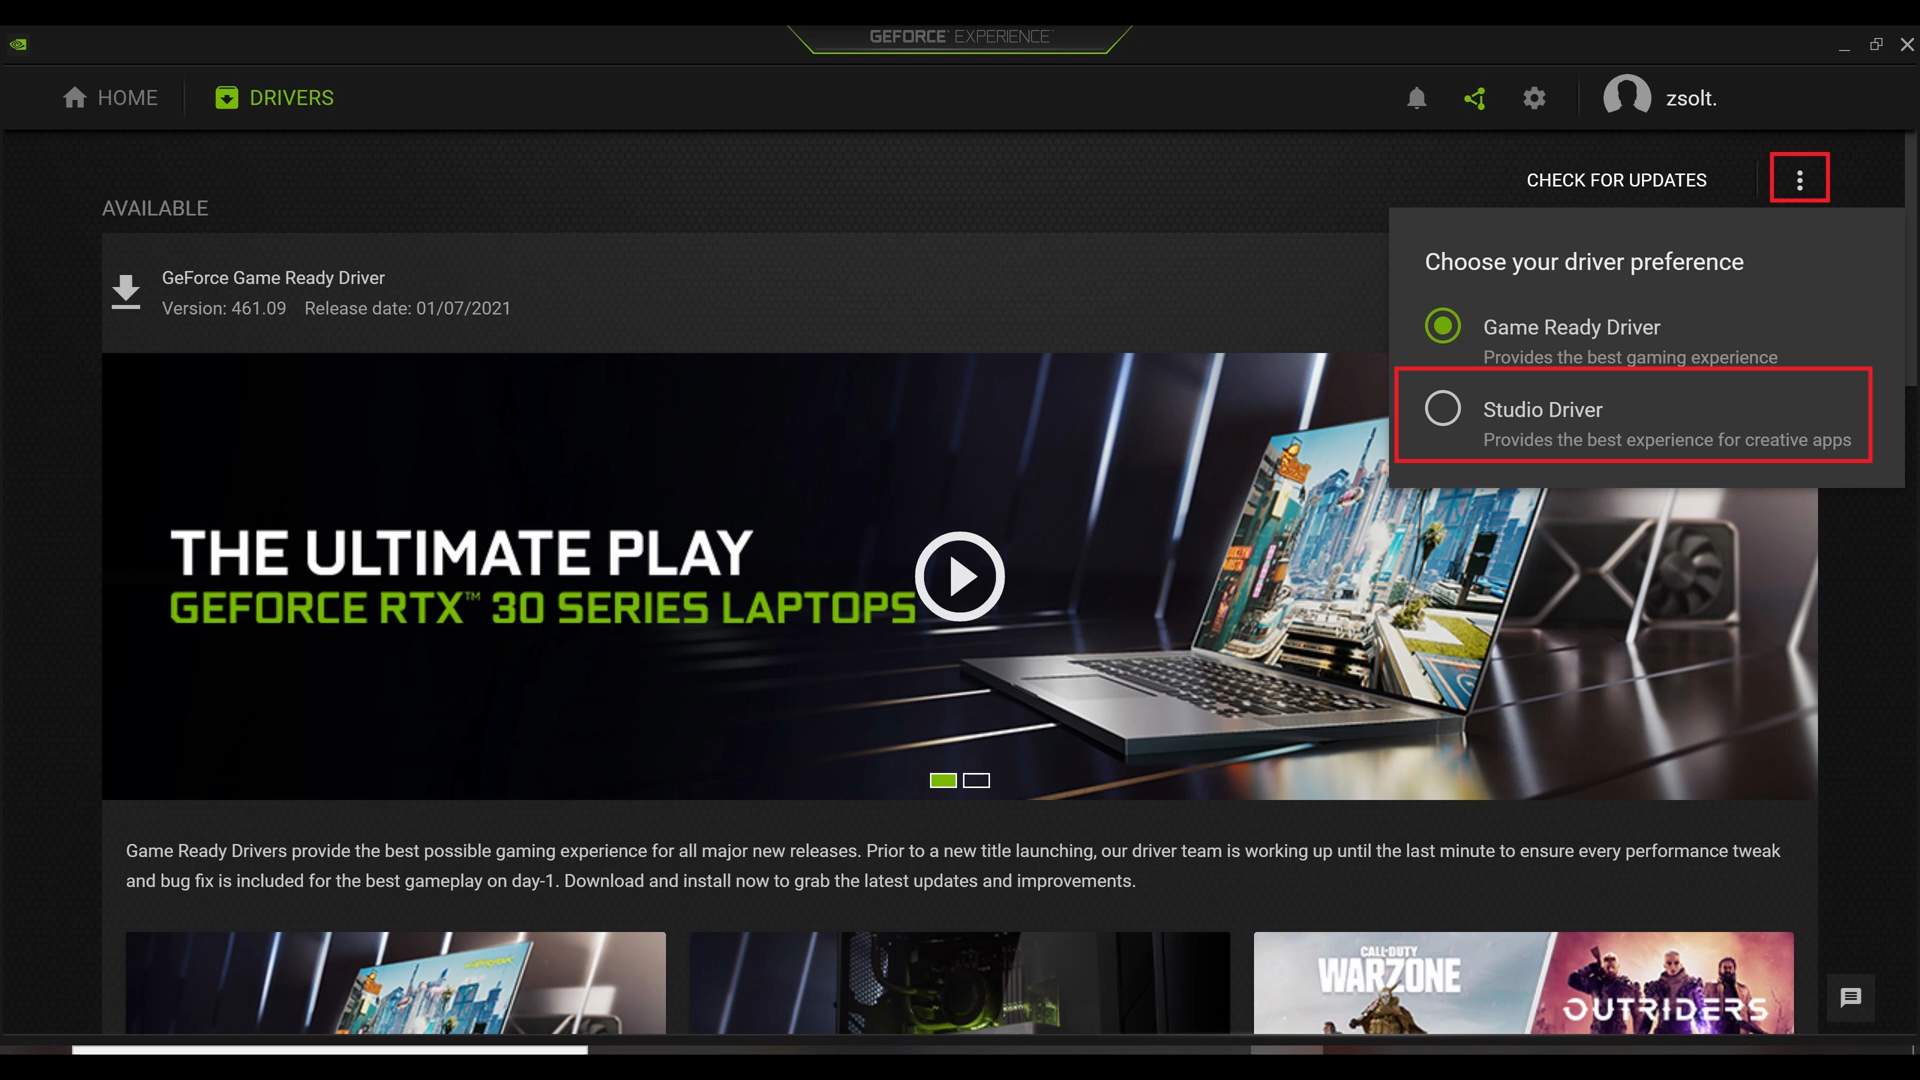 GEFORCE EXPERIENCE
HOME
DRIVERS
zsolt.
CHECK FOR UPDATES
AVAILABLE
Choose your driver preference
GeForce Game Ready Driver
Version: 461.09 Release date: 01/07/2021
Game Ready Driver
Provides the best gaming experience
Studio Driver
Provides the best experience for creative apps
THE ULTIMATE PLAY
GEFORCE RTX™ 30 SERIES LAPTOPS
Game Ready Drivers provide the best possible gaming experience for all major new releases. Prior to a new title launching, our driver team is working up until the last minute to ensure every performance tweak
and bug fix is included for the best gameplay on day-1. Download and install now to grab the latest updates and improvements.
CALL OF DUTY
WARZONE
OUTRIDERS